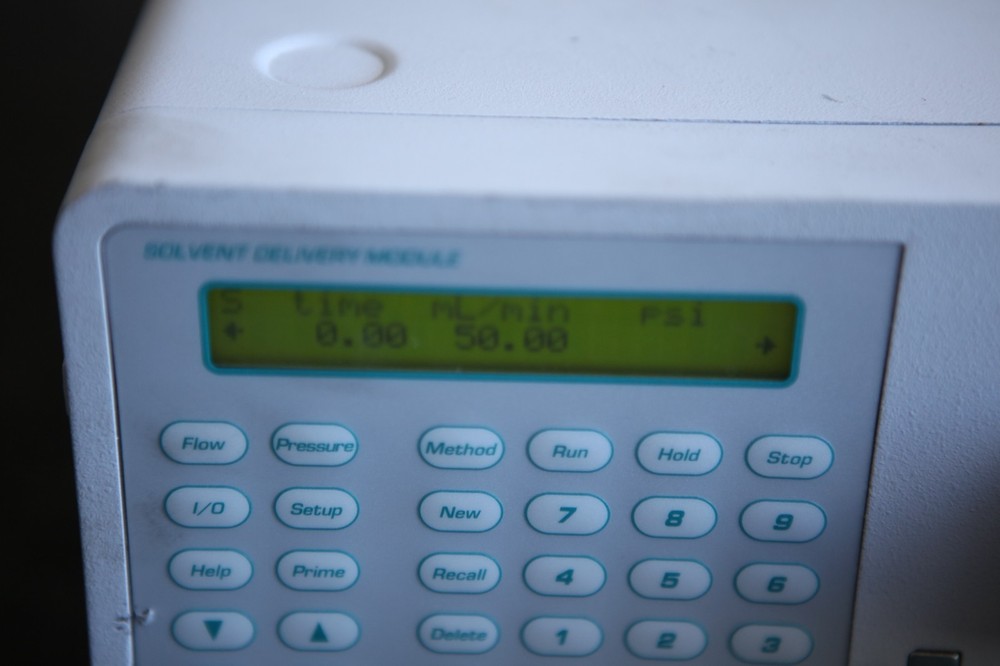 SOLVENT DELIVERY MODULE
S time mL/min psi
← 0.00 50.00 →
Flow Pressure Method Run Hold Stop
I/O Setup New 7 8 9
Help Prime Recall 4 5 6
▼ ▲ Delete 1 2 3